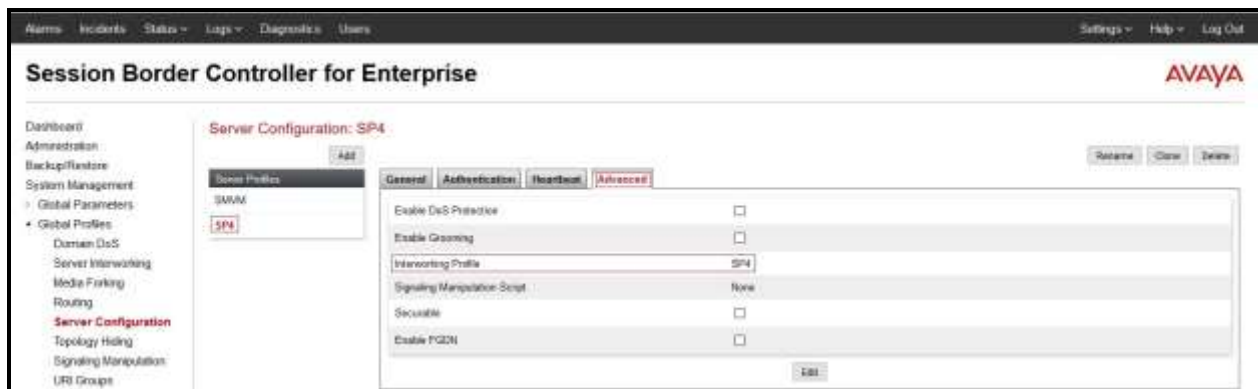 Alarms Incidents Status Logs Diagnostics Users Settings Help Log Out
Session Border Controller for Enterprise AVAYA
Dashboard
Administration
Backup/Restore
System Management
Global Parameters
Global Profiles
Domain DoS
Server Interworking
Media Forking
Routing
Server Configuration
Topology Hiding
Signaling Manipulation
URI Groups
Server Configuration: SP4
Add
Rename Clone Delete
Server Profiles
SMVM
SP4
General Authentication Heartbeat Advanced
Enable DoS Protection
Enable Grooming
Interworking Profile SP4
Signaling Manipulation Script None
Securable
Enable FGDN
Edit